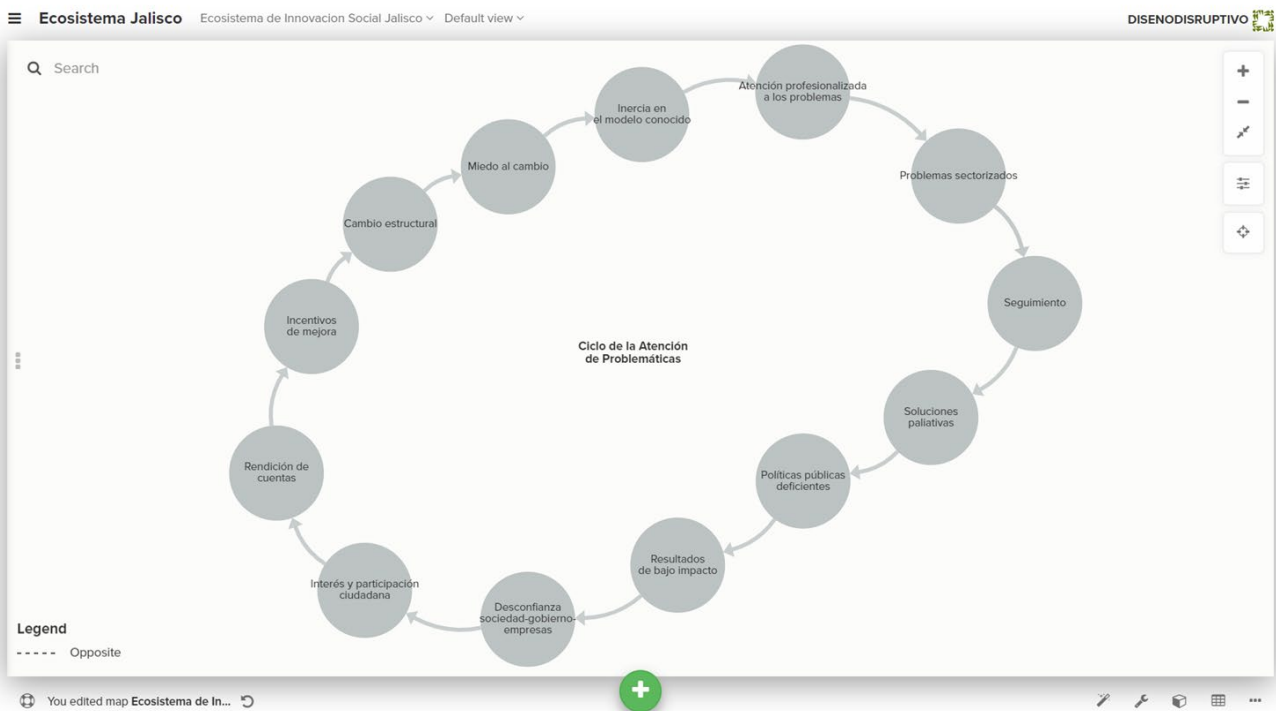 Ecosistema Jalisco
Ecosistema de Innovacion Social Jalisco
Default view
DISENODISRUPTIVO
Search
Atención profesionalizada
a los problemas
Inercia en
el modelo conocido
Miedo al cambio
Problemas sectorizados
Cambio estructural
Seguimiento
Incentivos
de mejora
Ciclo de la Atención
de Problemáticas
Soluciones
paliativas
Rendición de
cuentas
Políticas públicas
deficientes
Resultados
de bajo impacto
Interés y participación
ciudadana
Desconfianza
sociedad-gobierno-
empresas
Legend
Opposite
You edited map Ecosistema de In...